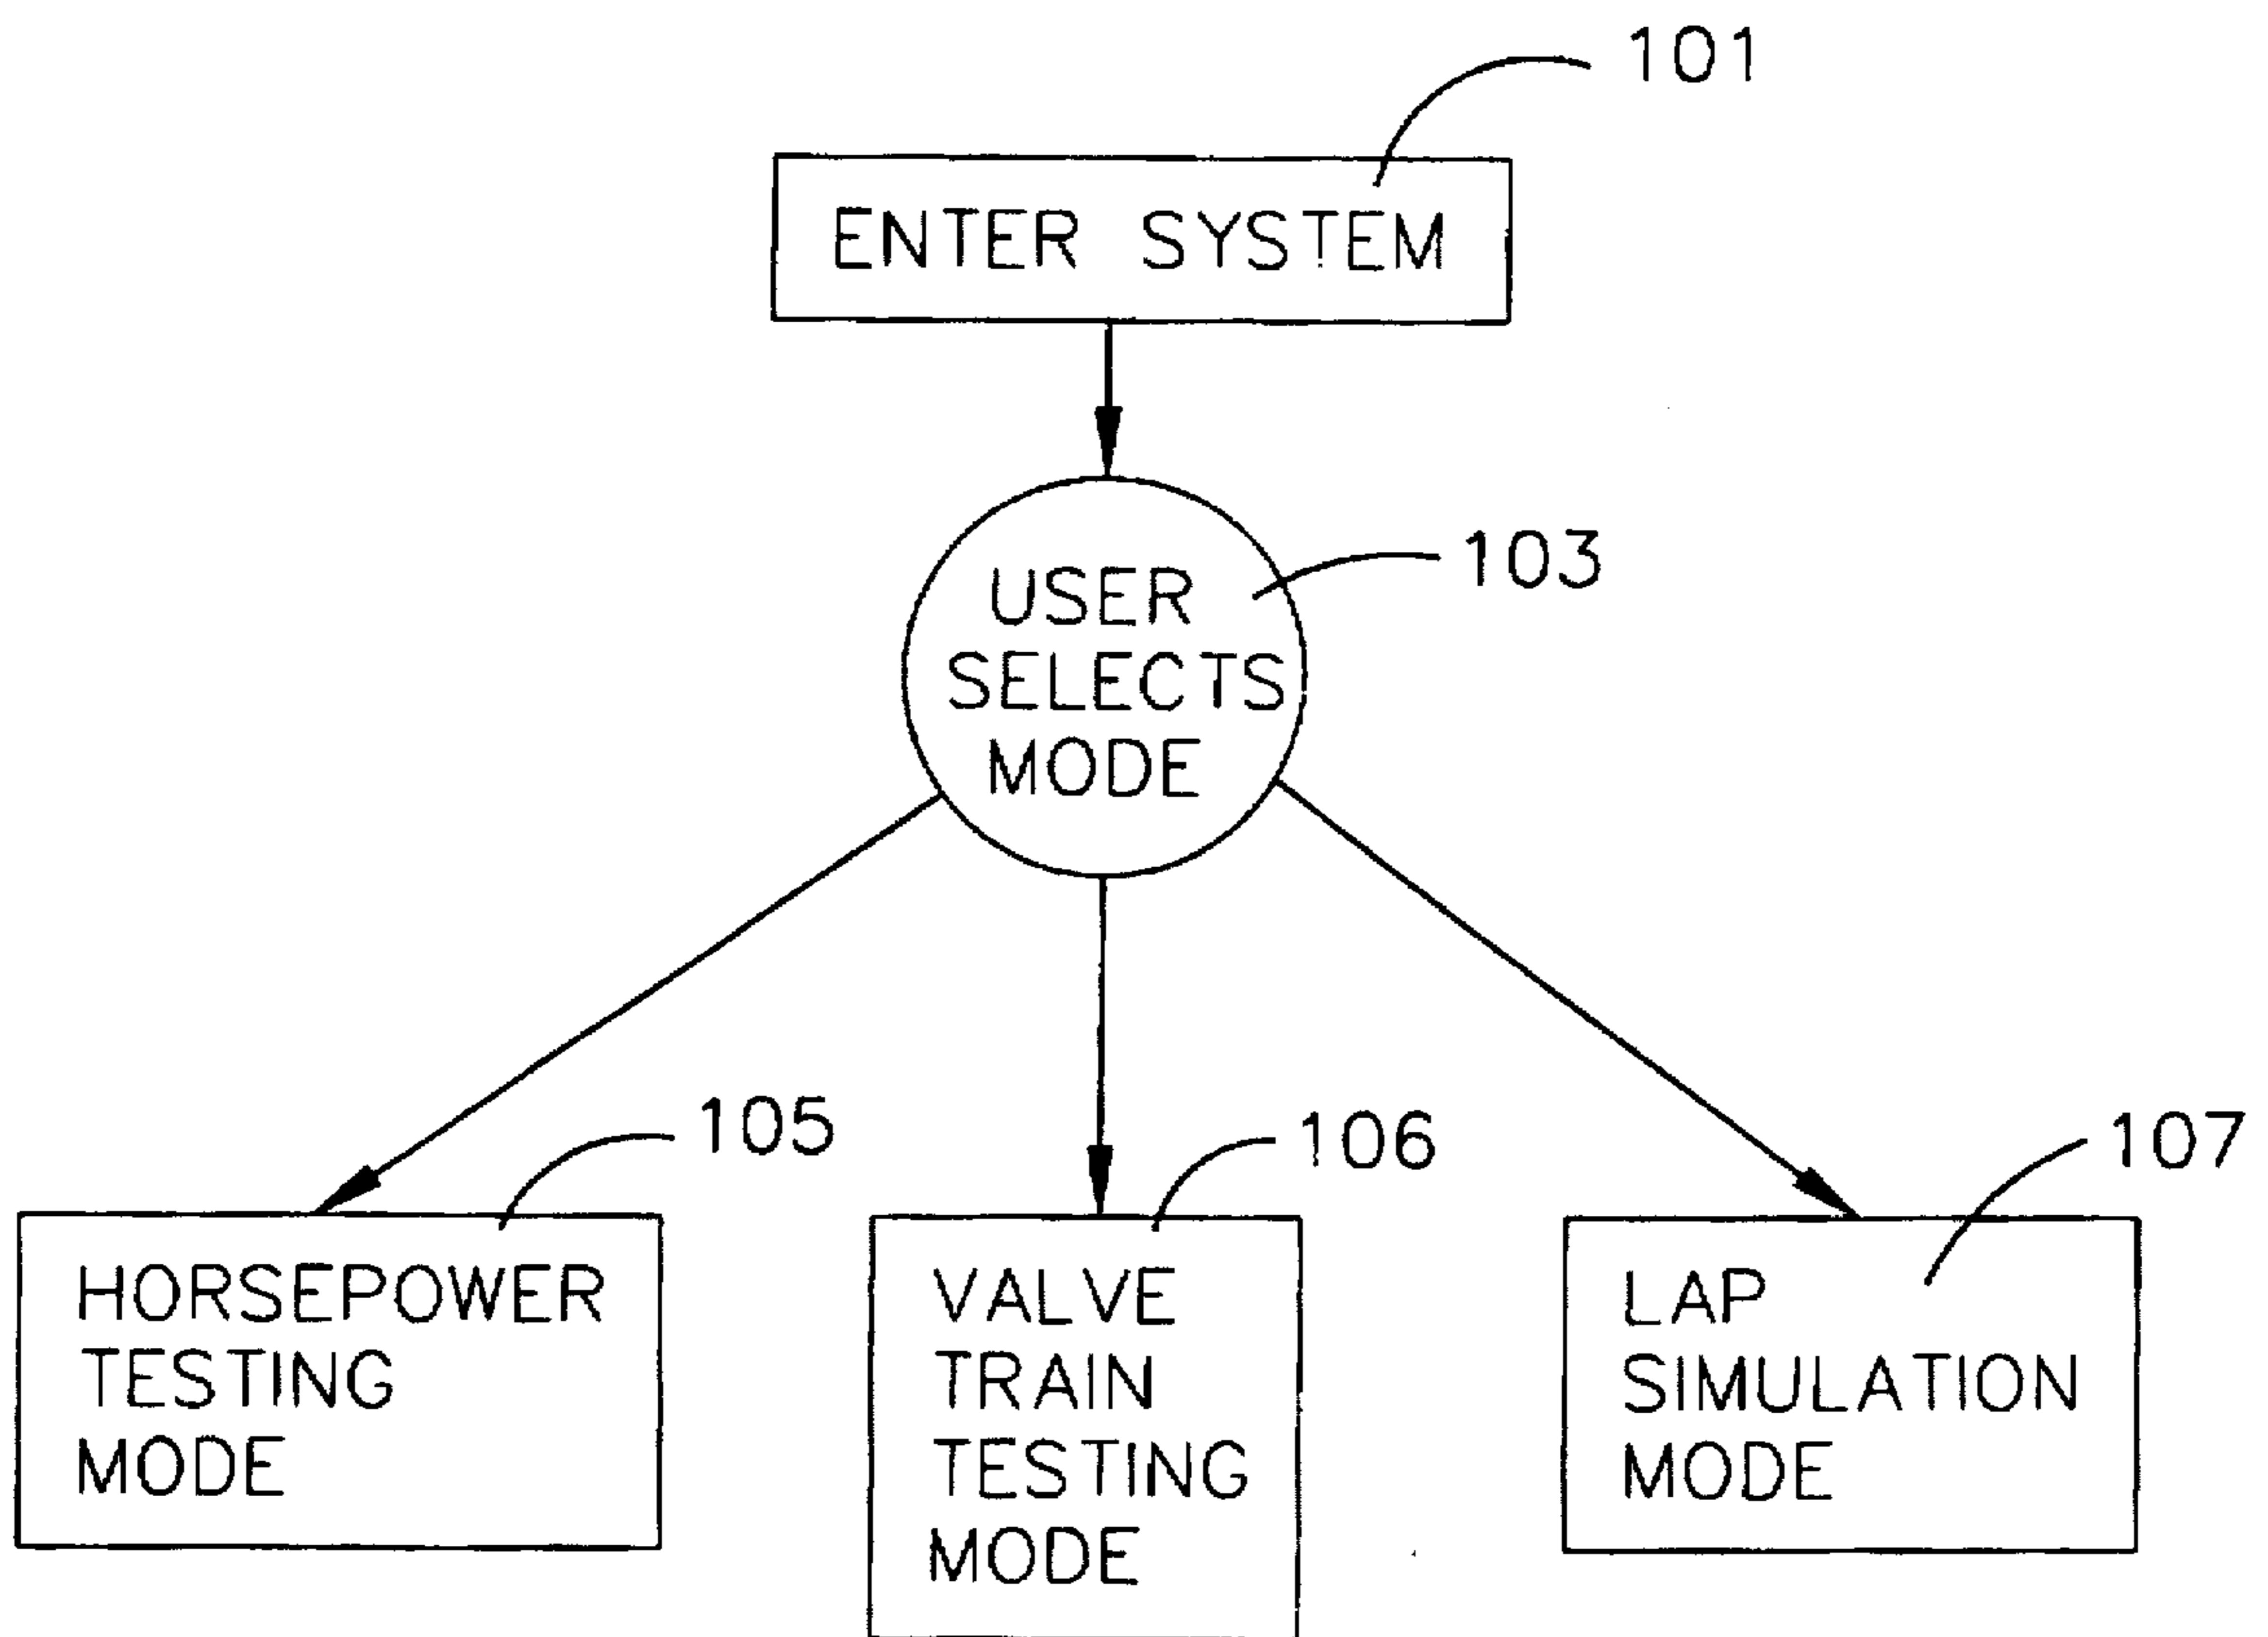 101
ENTER SYSTEM
103
USER
SELECTS
MODE
105
106
107
HORSEPOWER
TESTING
MODE
VALVE
TRAIN
TESTING
MODE
LAP
SIMULATION
MODE